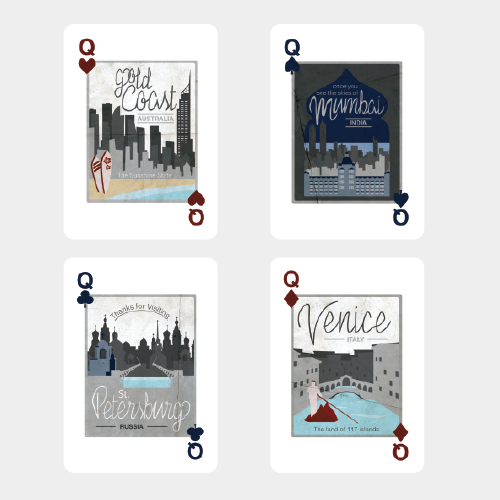 Q
gold
Coast
AUSTRALIA
The Sunshine State
Q
Q
once you
see the skies of
Mumbai
INDIA
Q
Q
Thanks for Visiting
St.
Petersburg
RUSSIA
Q
Q
Venice
ITALY
The land of 117 islands
Q